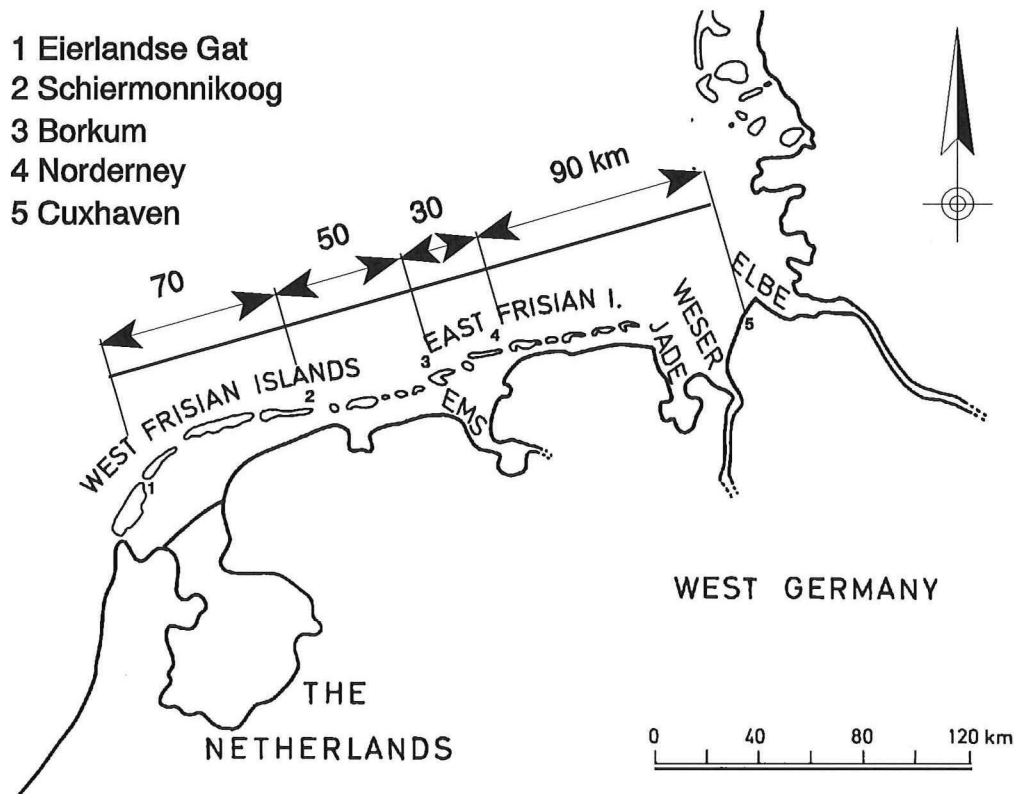 1 Eierlandse Gat
2 Schiermonnikoog
3 Borkum
4 Norderney
5 Cuxhaven
70
50
30
90 km
WEST FRISIAN ISLANDS
EAST FRISIAN I.
EMS
JADE
WESER
ELBE
1
2
3
4
5
WEST GERMANY
THE
NETHERLANDS
0 40 80 120 km